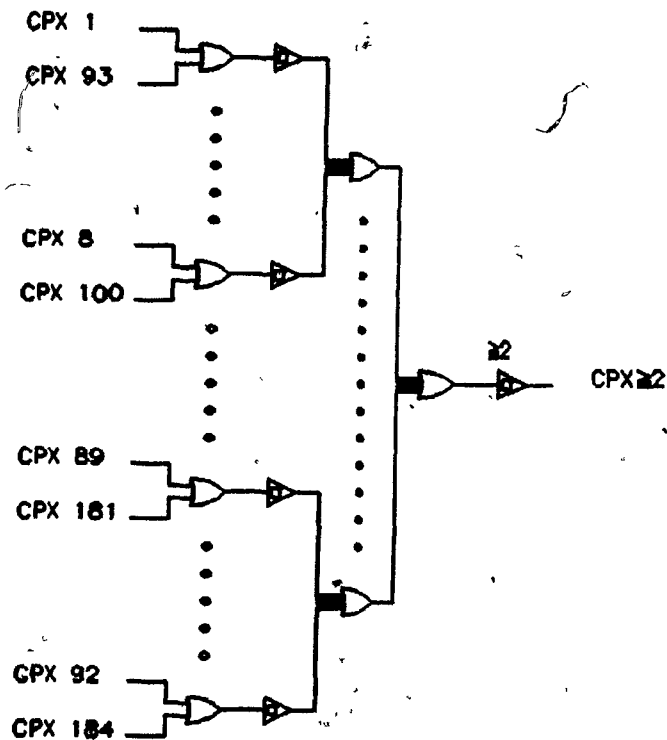 CPX 1
CPX 93
CPX 8
CPX 100
≧2
CPX≧2
CPX 89
CPX 181
CPX 92
CPX 184